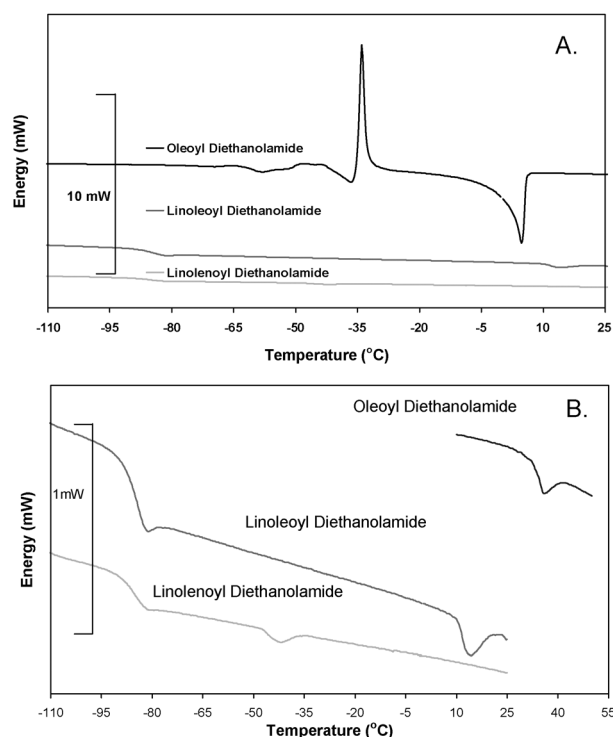 A.
Energy (mW)
10 mW
Oleoyl Diethanolamide
Linoleoyl Diethanolamide
Linolenoyl Diethanolamide
-110 -95 -80 -65 -50 -35 -20 -5 10 25
Temperature (°C)
B.
Oleoyl Diethanolamide
Energy (mW)
1mW
Linoleoyl Diethanolamide
Linolenoyl Diethanolamide
-110 -95 -80 -65 -50 -35 -20 -5 10 25 40 55
Temperature (°C)